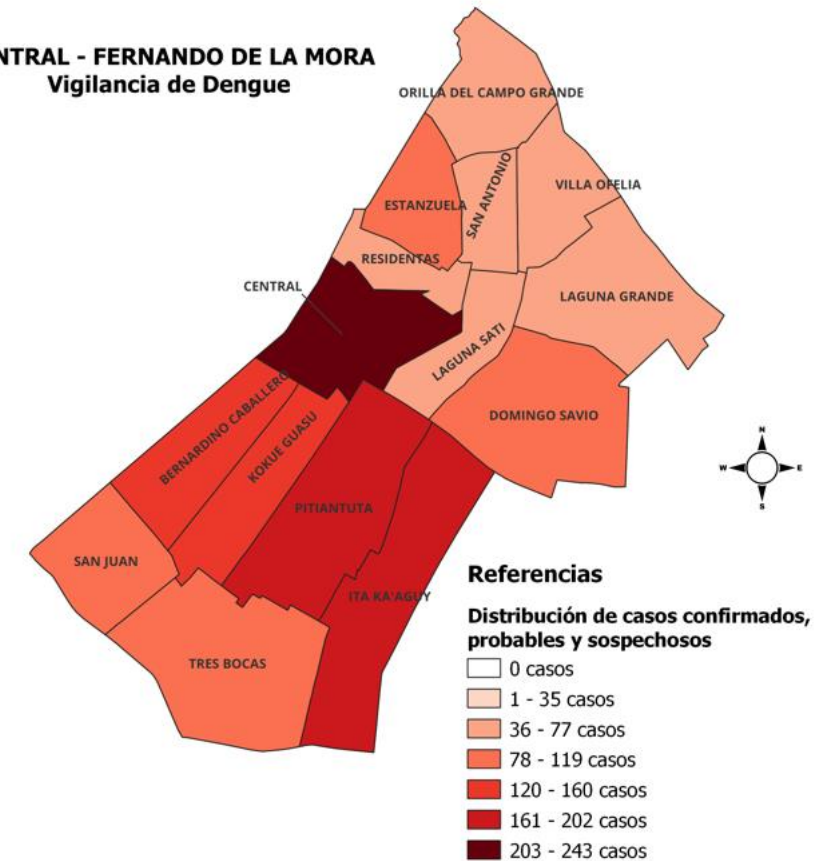 NTRAL - FERNANDO DE LA MORA
Vigilancia de Dengue
ORILLA DEL CAMPO GRANDE
SAN ANTONIO
VILLA OFELIA
ESTANZUELA
RESIDENTAS
CENTRAL
LAGUNA GRANDE
LAGUNA SATI
BERNARDINO CABALLERO
KOKUE GUASU
DOMINGO SAVIO
N
W
E
S
PITIANTUTA
SAN JUAN
ITA KA'AGUY
TRES BOCAS
Referencias
Distribución de casos confirmados,
probables y sospechosos
0 casos
1 - 35 casos
36 - 77 casos
78 - 119 casos
120 - 160 casos
161 - 202 casos
203 - 243 casos